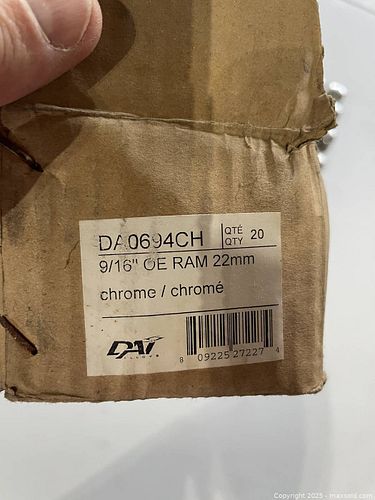 DA0694CH
QTÉ
QTY 20
9/16" OE RAM 22mm
chrome / chromé
DAI
8 09225 27227 4
Copyright 2025 - maxsold.com